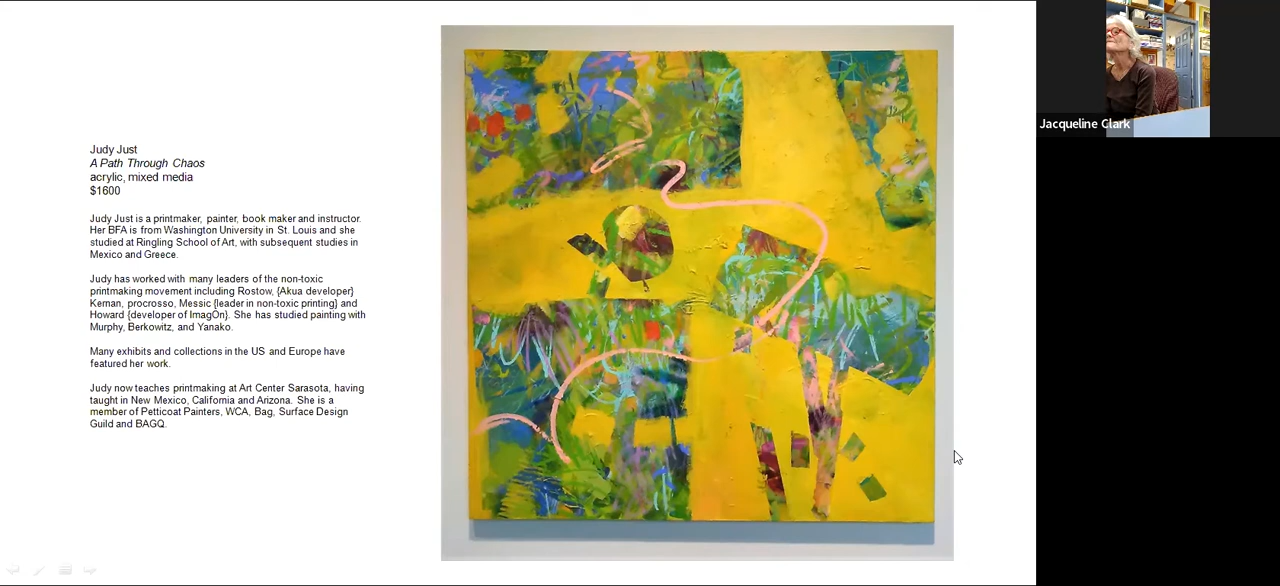 Judy Just
A Path Through Chaos
acrylic, mixed media
$1600
Judy Just is a printmaker, painter, book maker and instructor.
Her BFA is from Washington University in St. Louis and she
studied at Ringling School of Art, with subsequent studies in
Mexico and Greece.
Judy has worked with many leaders of the non-toxic
printmaking movement including Rostow, {Akua developer}
Keman, procrosso, Messic {leader in non-toxic printing} and
Howard {developer of ImagOn}. She has studied painting with
Murphy, Berkowitz, and Yanako.
Many exhibits and collections in the US and Europe have
featured her work.
Judy now teaches printmaking at Art Center Sarasota, having
taught in New Mexico, California and Arizona. She is a
member of Petticoat Painters, WCA, Bag, Surface Design
Guild and BAGQ.
Jacqueline Clark